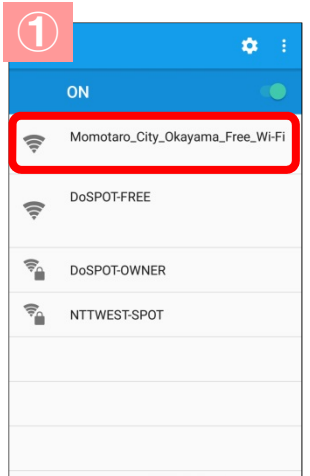 ①
ON
Momotaro_City_Okayama_Free_Wi-Fi
DoSPOT-FREE
DoSPOT-OWNER
NTTWEST-SPOT